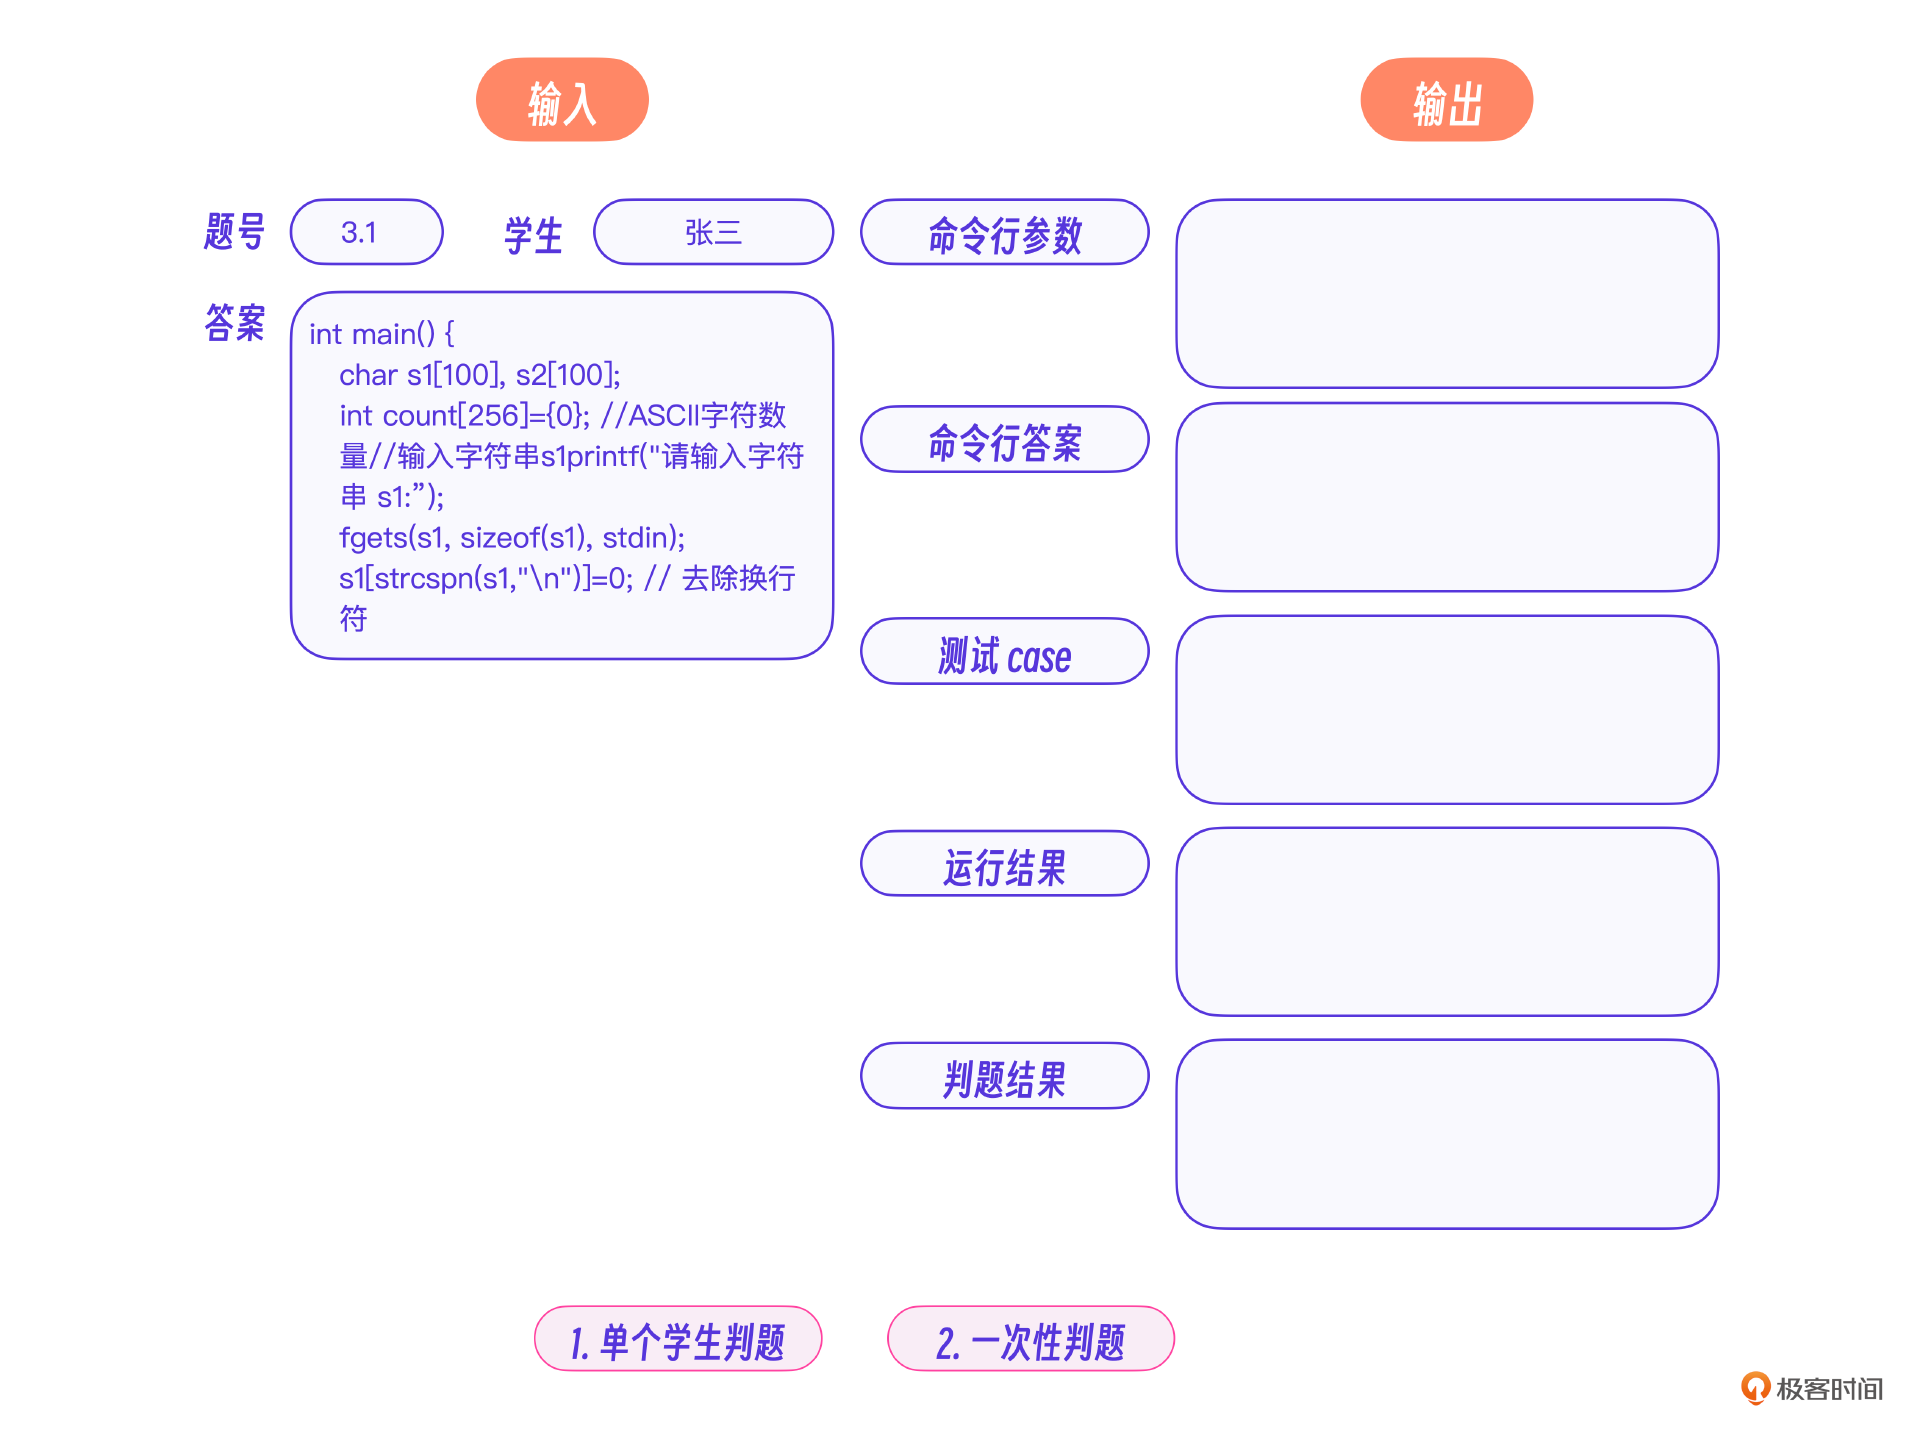 输入
输出
题号
3.1
学生
张三
命令行参数
答案
int main() {
char s1[100], s2[100];
int count[256]={0}; //ASCII字符数
量//输入字符串s1printf("请输入字符
串 s1:”);
fgets(s1, sizeof(s1), stdin);
s1[strcspn(s1,"\n")]=0; // 去除换行
符
命令行答案
测试 case
运行结果
判题结果
1. 单个学生判题
2. 一次性判题
极客时间